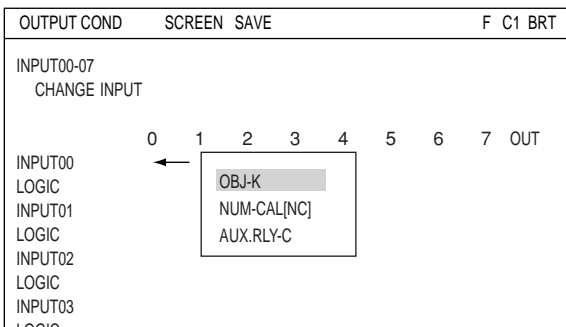 OUTPUT COND SCREEN SAVE F C1 BRT
INPUT00-07
CHANGE INPUT
0 1 2 3 4 5 6 7 OUT
INPUT00
OBJ-K
LOGIC
INPUT01
NUM-CAL[NC]
LOGIC
AUX.RLY-C
INPUT02
LOGIC
INPUT03
LOGIC